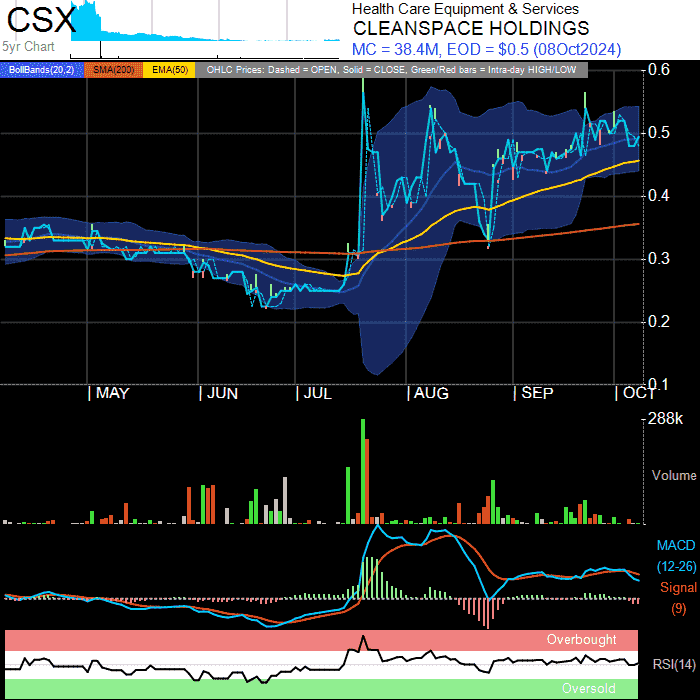 CSX
5yr Chart
Health Care Equipment & Services
CLEANSPACE HOLDINGS
MC = 38.4M, EOD = $0.5 (08Oct2024)
BollBands(20,2) SMA(200) EMA(50) OHLC Prices: Dashed = OPEN, Solid = CLOSE, Green/Red bars = Intra-day HIGH/LOW
0.6
0.5
0.4
0.3
0.2
0.1
| MAY | JUN | JUL | AUG | SEP | OCT
288k
Volume
MACD
(12-26)
Signal
(9)
Overbought
RSI(14)
Oversold